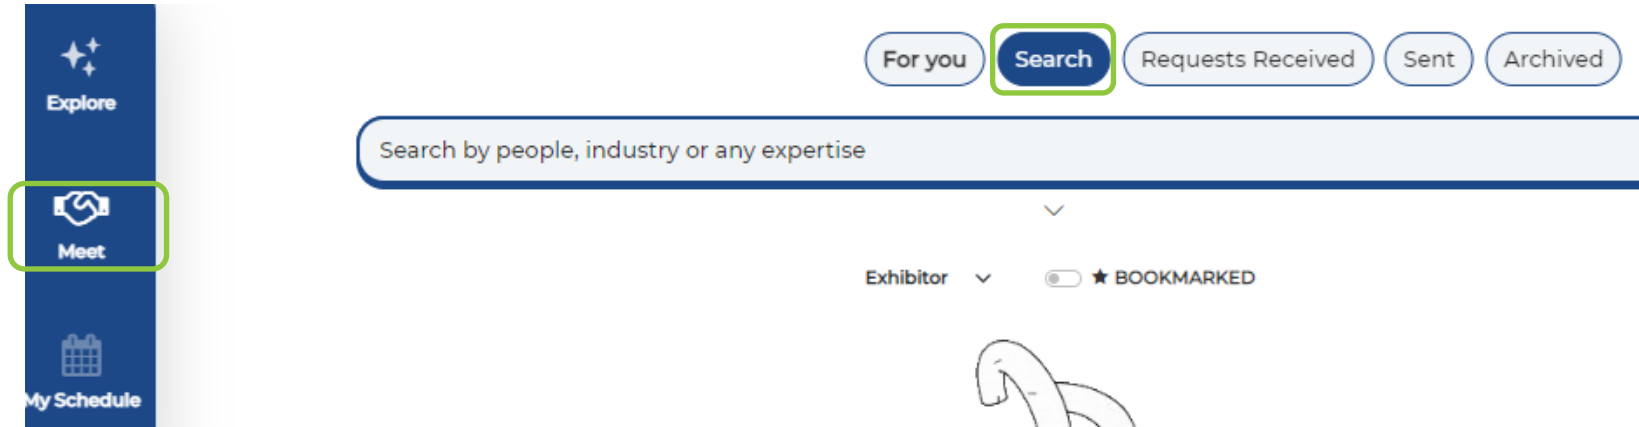 Explore
Meet
My Schedule
For you
Search
Requests Received
Sent
Archived
Search by people, industry or any expertise
Exhibitor
BOOKMARKED